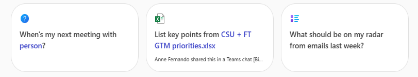 When's my next meeting with
person?
List key points from CSU + FT
GTM priorities.xlsx
Anne Fernando shared this in a Teams chat [BL
What should be on my radar
from emails last week?